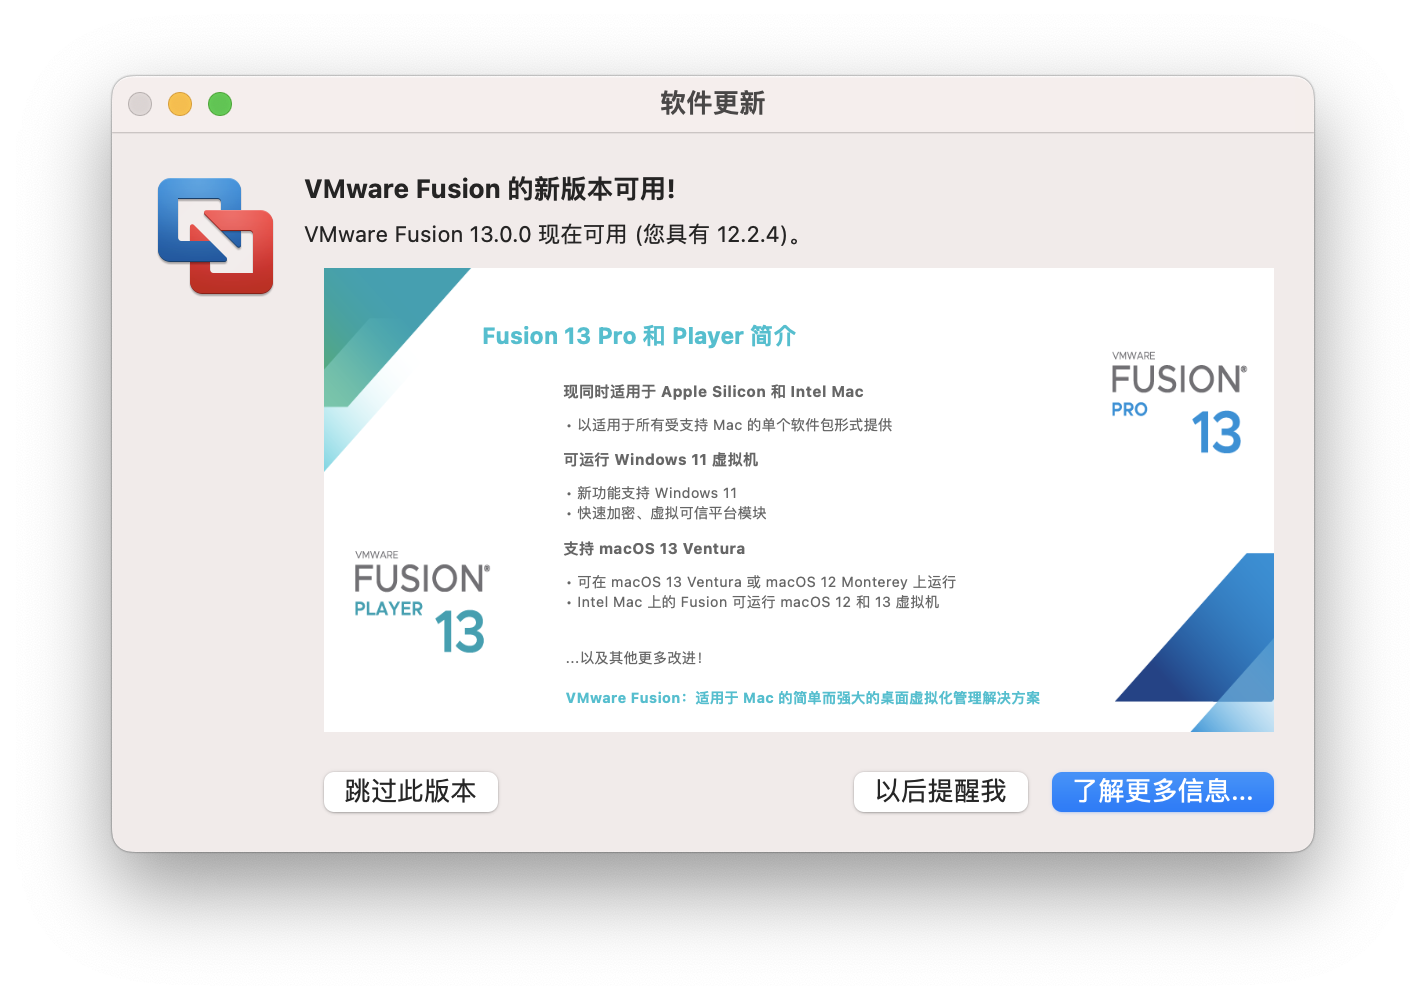 软件更新
VMware Fusion 的新版本可用!
VMware Fusion 13.0.0 现在可用 (您具有 12.2.4)。
Fusion 13 Pro 和 Player 简介
现同时适用于 Apple Silicon 和 Intel Mac
• 以适用于所有受支持 Mac 的单个软件包形式提供
可运行 Windows 11 虚拟机
• 新功能支持 Windows 11
• 快速加密、虚拟可信平台模块
支持 macOS 13 Ventura
• 可在 macOS 13 Ventura 或 macOS 12 Monterey 上运行
• Intel Mac 上的 Fusion 可运行 macOS 12 和 13 虚拟机
...以及其他更多改进！
VMware Fusion：适用于 Mac 的简单而强大的桌面虚拟化管理解决方案
VMWARE
FUSION®
PRO
13
VMWARE
FUSION®
PLAYER
13
跳过此版本
以后提醒我
了解更多信息...